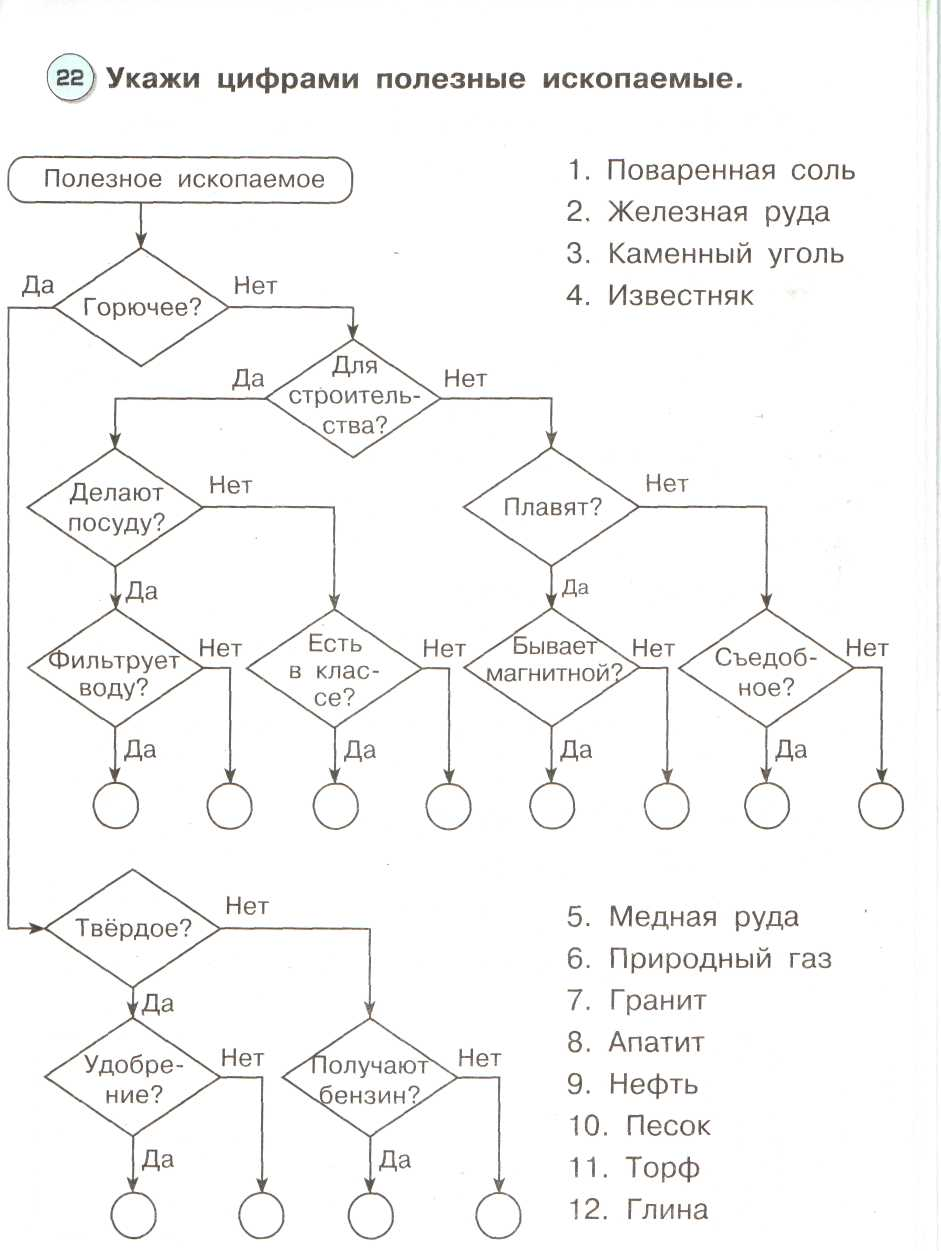 22 Укажи цифрами полезные ископаемые.
Полезное ископаемое
1. Поваренная соль
2. Железная руда
3. Каменный уголь
4. Известняк
Да
Горючее?
Нет
Да
Для
строитель-
ства?
Нет
Делают
посуду?
Нет
Плавят?
Нет
Да
Да
Фильтрует
воду?
Нет
Есть
в клас-
се?
Нет
Бывает
магнитной?
Нет
Съедоб-
ное?
Нет
Да
Да
Да
Да
Твёрдое?
Нет
Да
Удобре-
ние?
Нет
Получают
бензин?
Нет
Да
Да
5. Медная руда
6. Природный газ
7. Гранит
8. Апатит
9. Нефть
10. Песок
11. Торф
12. Глина